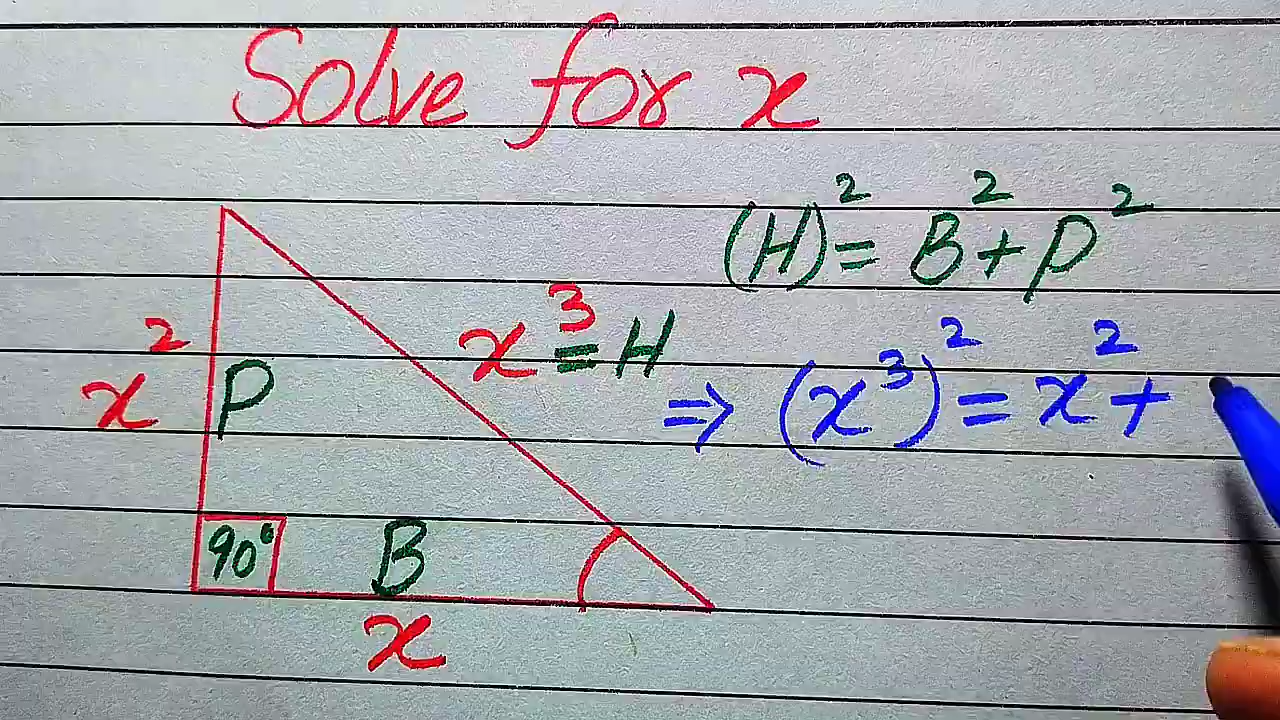 Solve for x
(H)² = B² + P²
x³ = H
x²
P
⇒ (x³)² = x² +
90°
B
x